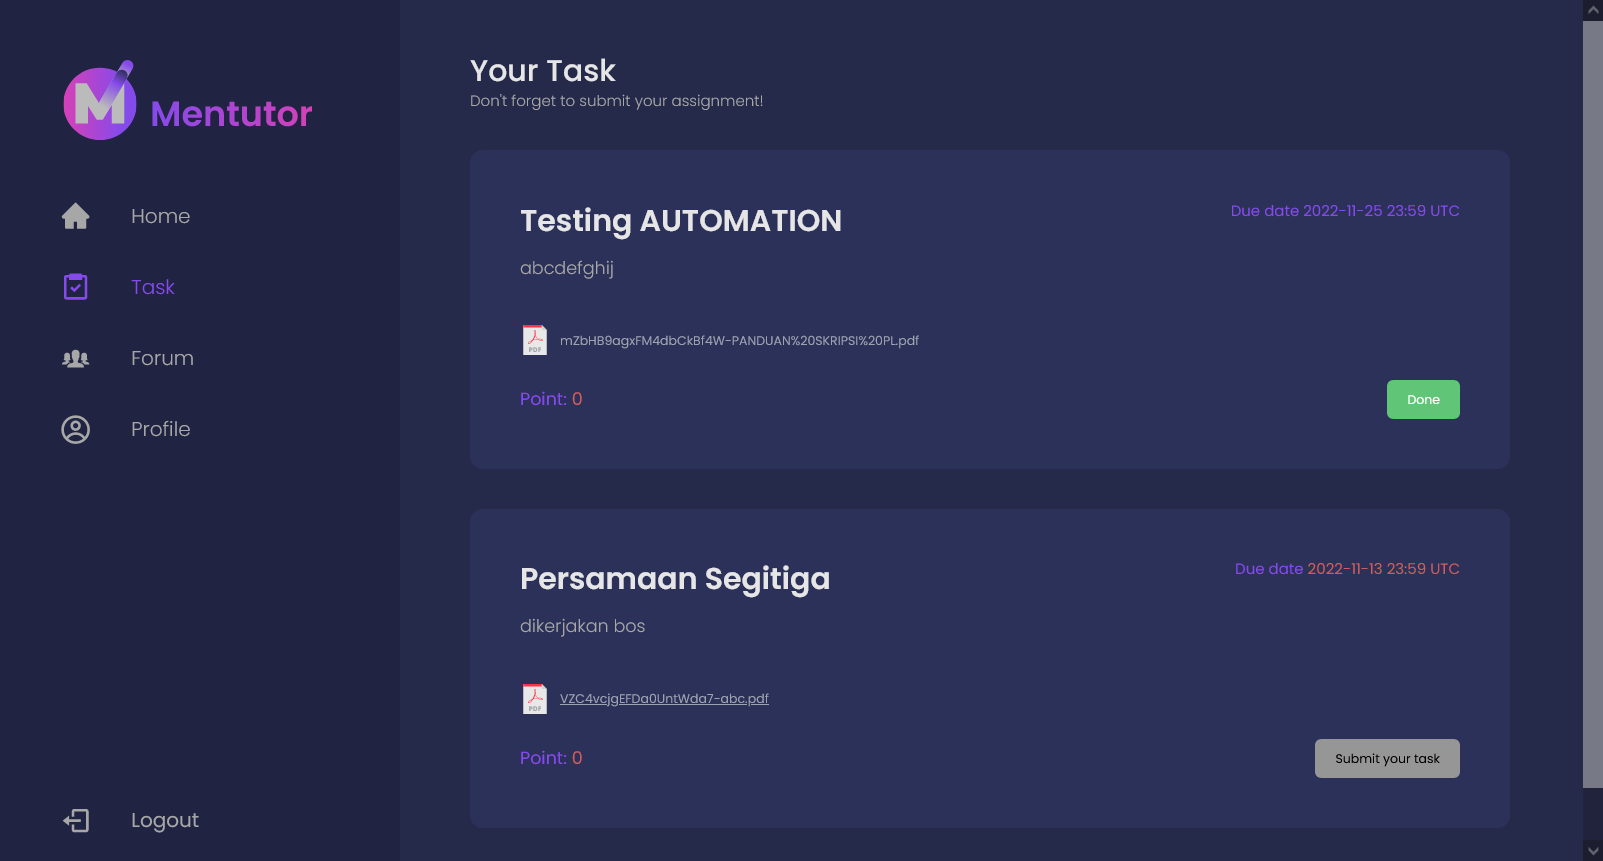 Mentutor
Home
Task
Forum
Profile
Logout
Your Task
Don't forget to submit your assignment!
Testing AUTOMATION
Due date 2022-11-25 23:59 UTC
abcdefghij
PDF
mZbHB9agxFM4dbCkBf4W-PANDUAN%20SKRIPSI%20PL.pdf
Point: 0
Done
Persamaan Segitiga
Due date 2022-11-13 23:59 UTC
dikerjakan bos
PDF
VZC4vcjgEFDa0UntWda7-abc.pdf
Point: 0
Submit your task